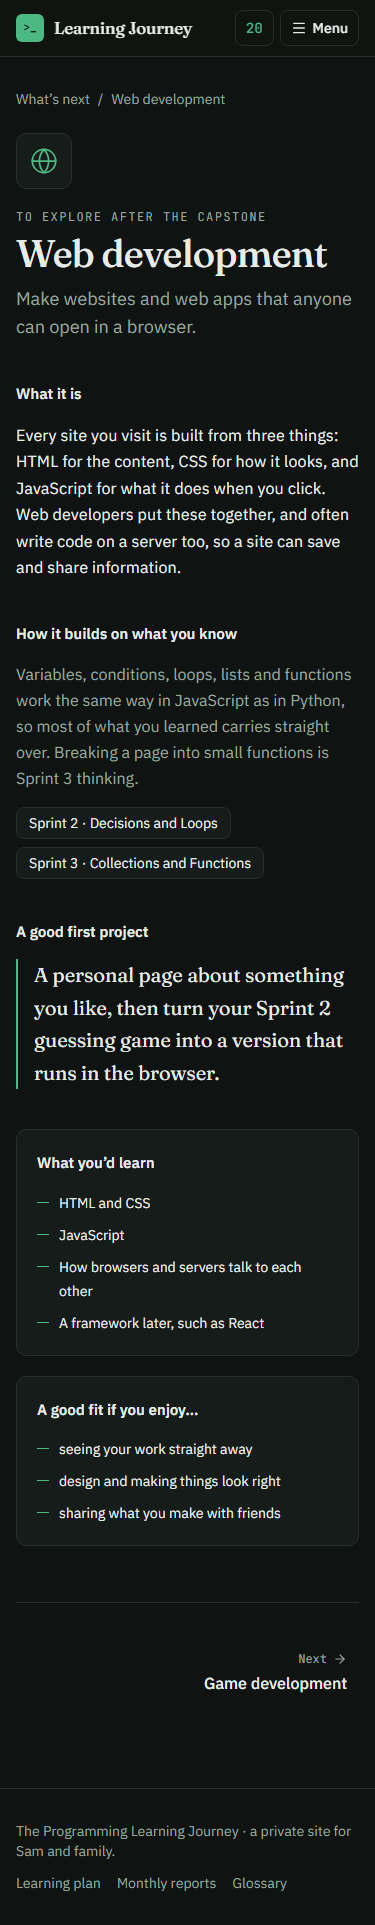 >_ Learning Journey 20 ☰ Menu
What's next / Web development
TO EXPLORE AFTER THE CAPSTONE
Web development
Make websites and web apps that anyone
can open in a browser.
What it is
Every site you visit is built from three things:
HTML for the content, CSS for how it looks, and
JavaScript for what it does when you click.
Web developers put these together, and often
write code on a server too, so a site can save
and share information.
How it builds on what you know
Variables, conditions, loops, lists and functions
work the same way in JavaScript as in Python,
so most of what you learned carries straight
over. Breaking a page into small functions is
Sprint 3 thinking.
Sprint 2 · Decisions and Loops
Sprint 3 · Collections and Functions
A good first project
A personal page about something
you like, then turn your Sprint 2
guessing game into a version that
runs in the browser.
What you’d learn
— HTML and CSS
— JavaScript
— How browsers and servers talk to each
other
— A framework later, such as React
A good fit if you enjoy…
— seeing your work straight away
— design and making things look right
— sharing what you make with friends
Next →
Game development
The Programming Learning Journey · a private site for
Sam and family.
Learning plan Monthly reports Glossary